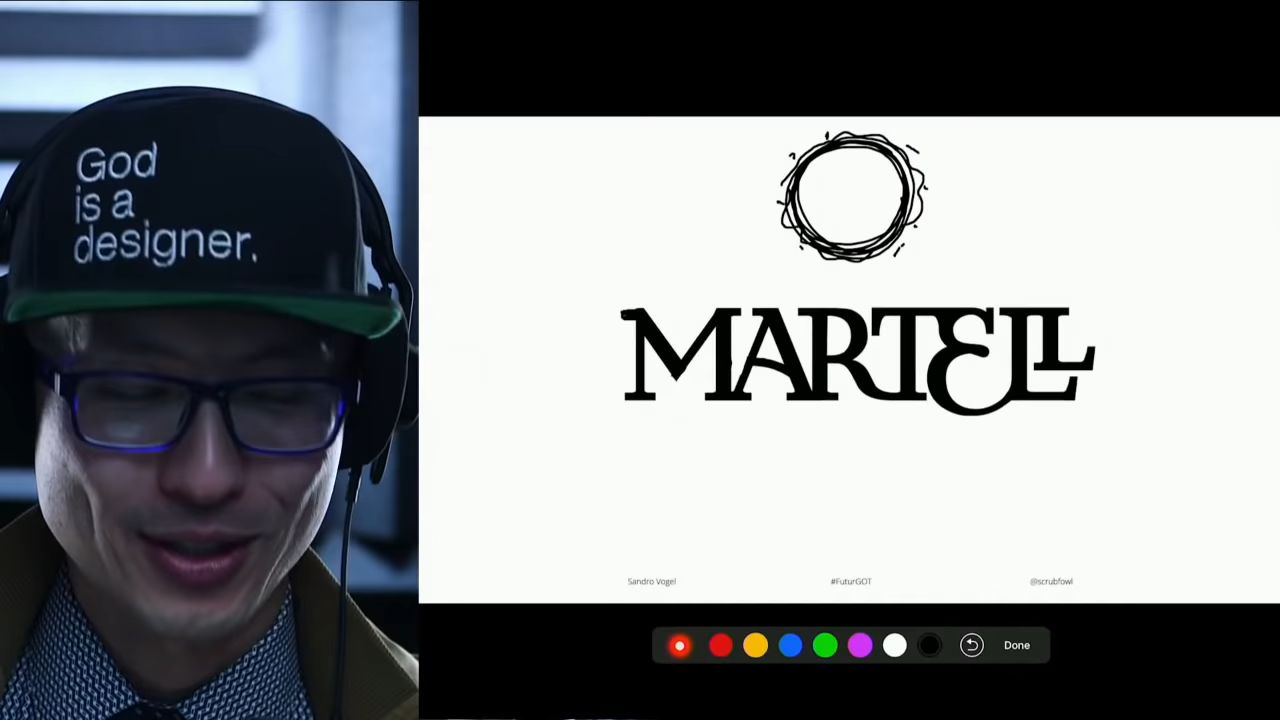 God
is a
designer.
MARTELL
Sandro Vogel
#FuturGOT
@scrubfowl
Done